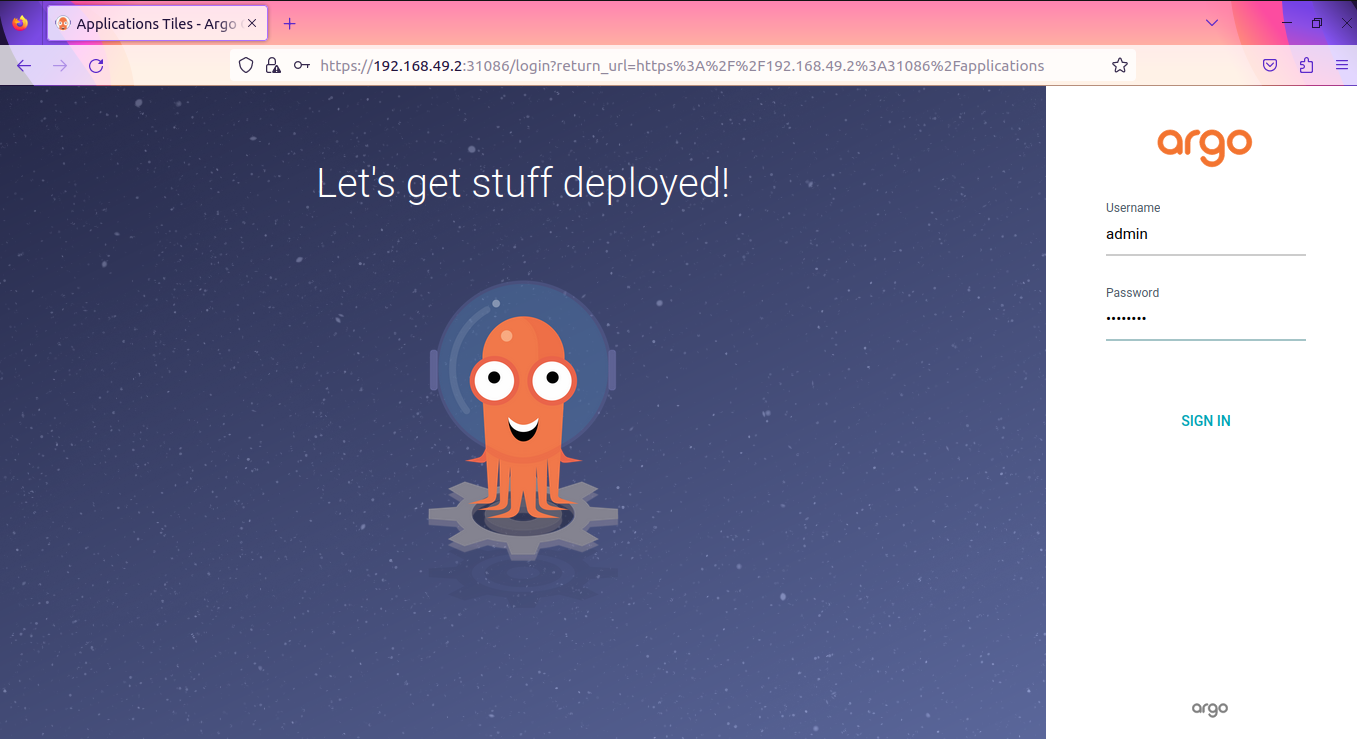 Applications Tiles - Argo
https://192.168.49.2:31086/login?return_url=https%3A%2F%2F192.168.49.2%3A31086%2Fapplications
Let's get stuff deployed!
argo
Username
admin
Password
••••••••
SIGN IN
argo